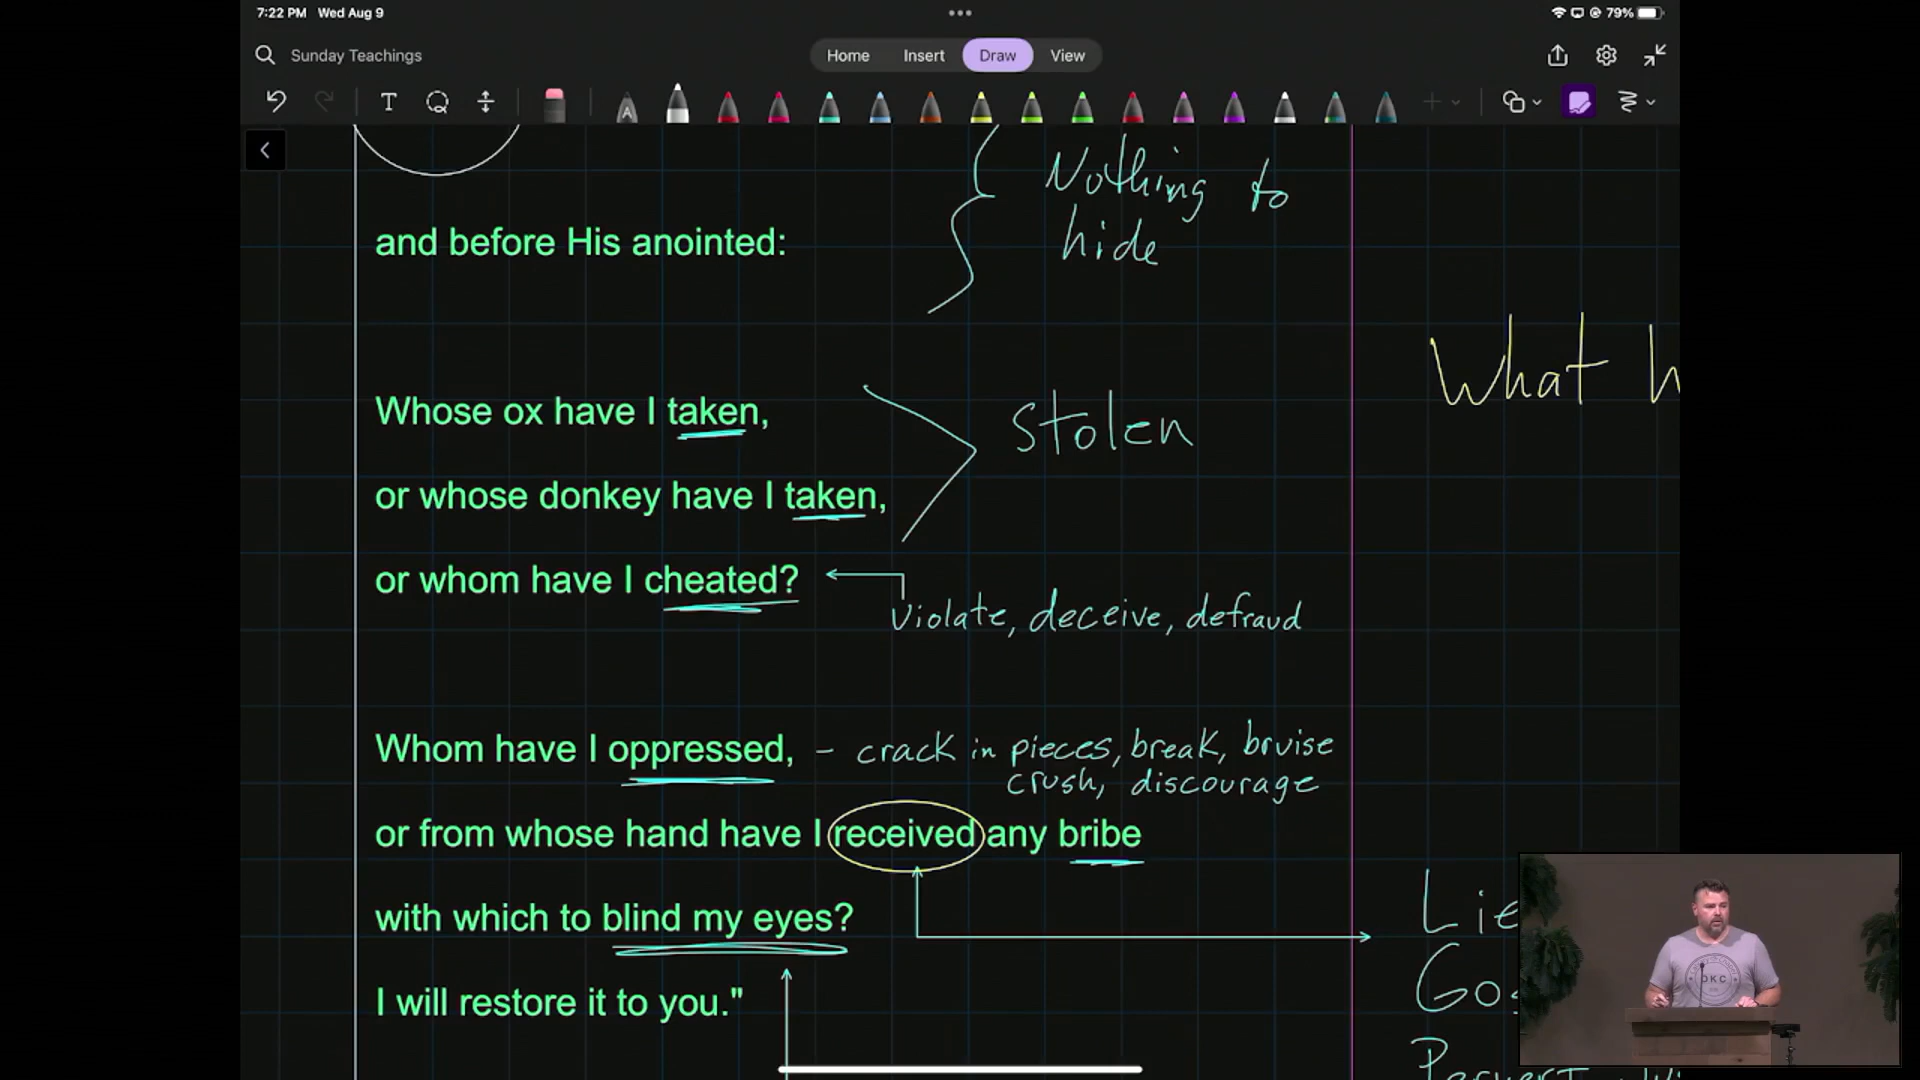 7:22 PM Wed Aug 9
79%
Sunday Teachings
Home Insert Draw View
T
A
Nothing to
hide
and before His anointed:
What
Whose ox have I taken,
Stolen
or whose donkey have I taken,
or whom have I cheated?
violate, deceive, defraud
Whom have I oppressed, - crack in pieces, break, bruise
crush, discourage
or from whose hand have I received any bribe
with which to blind my eyes?
I will restore it to you."
OKC